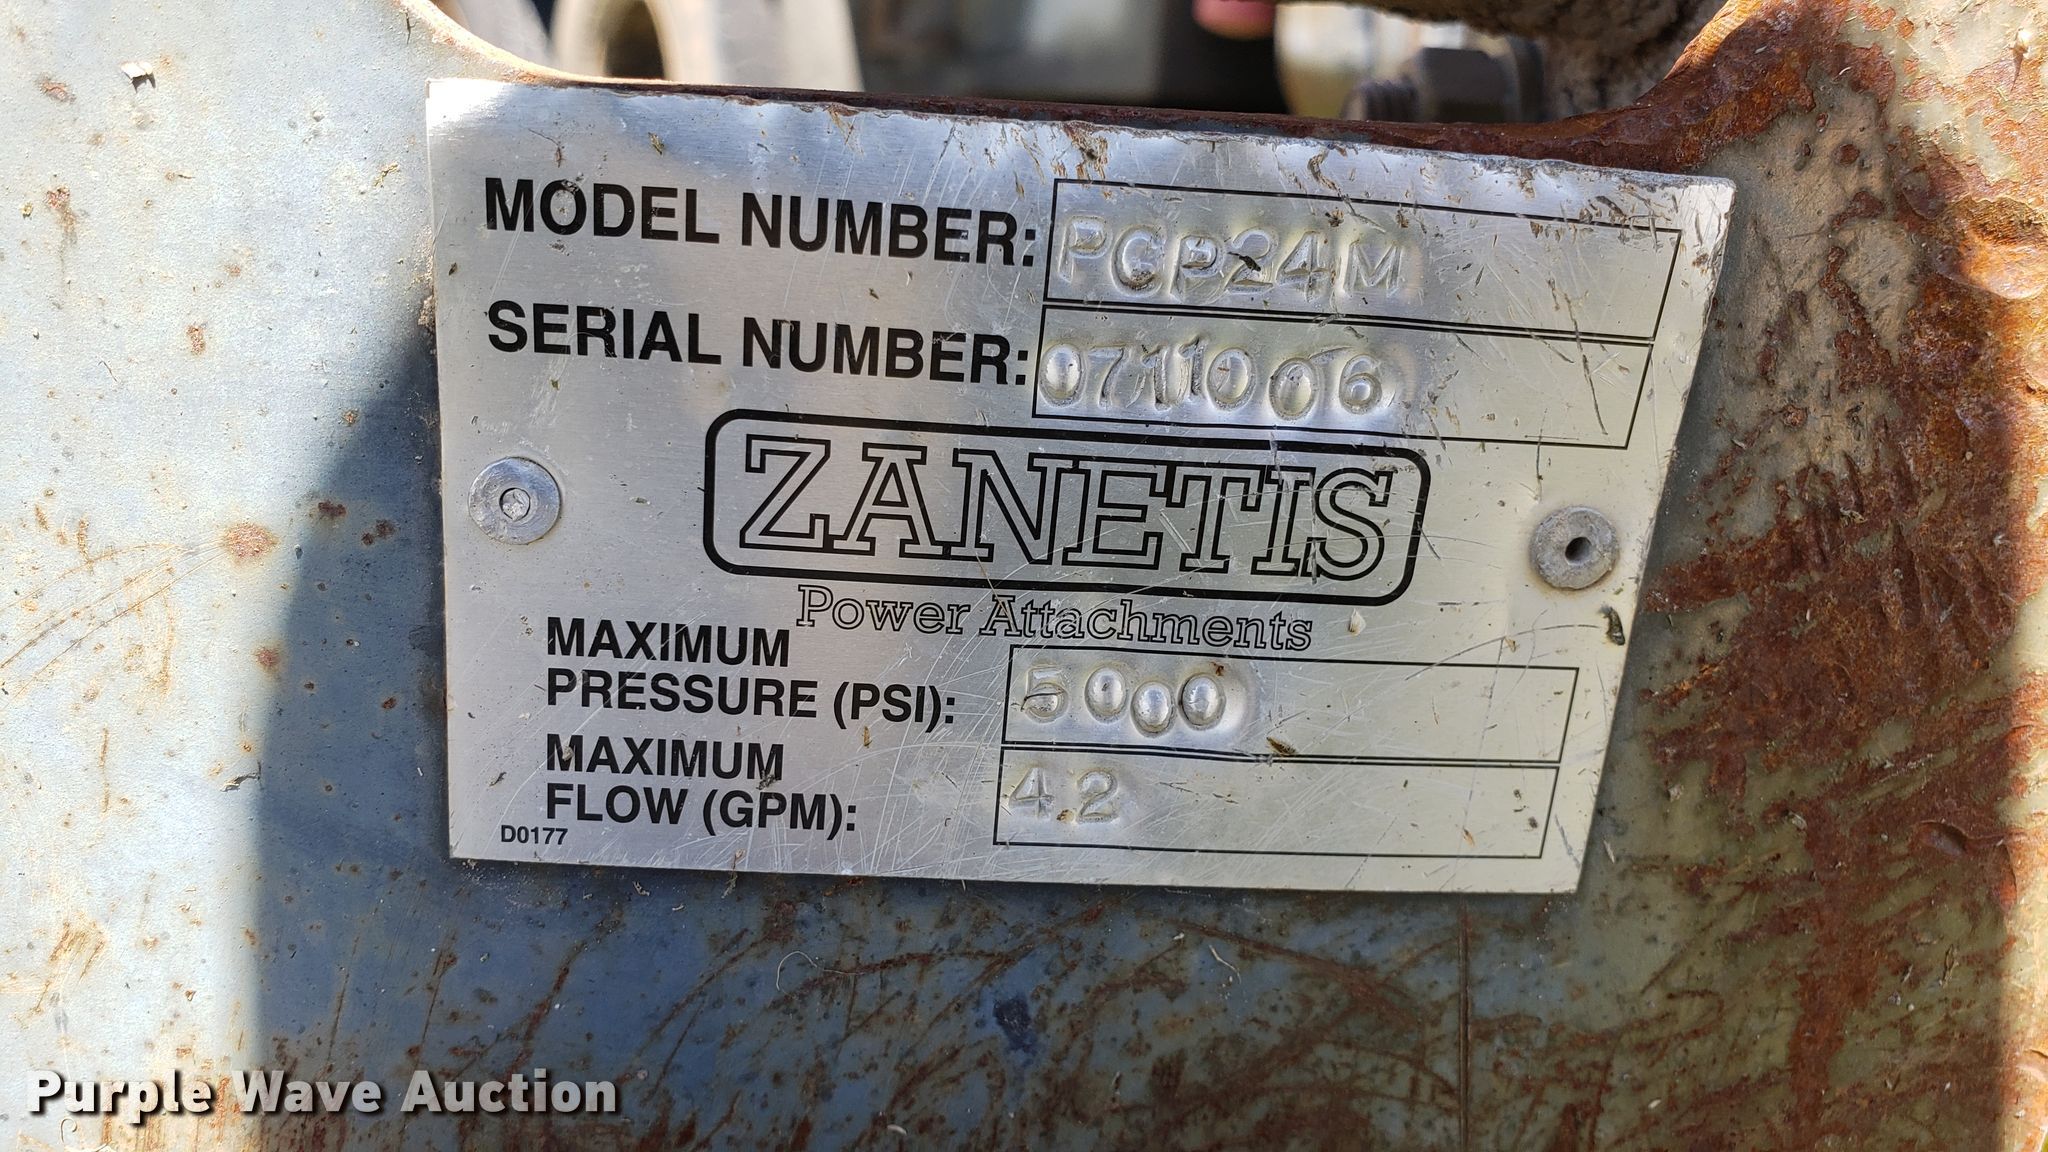 MODEL NUMBER: PCP24M
SERIAL NUMBER: 0711006
ZANETIS
Power Attachments
MAXIMUM
PRESSURE (PSI): 5000
MAXIMUM
FLOW (GPM): 42
D0177
Purple Wave Auction